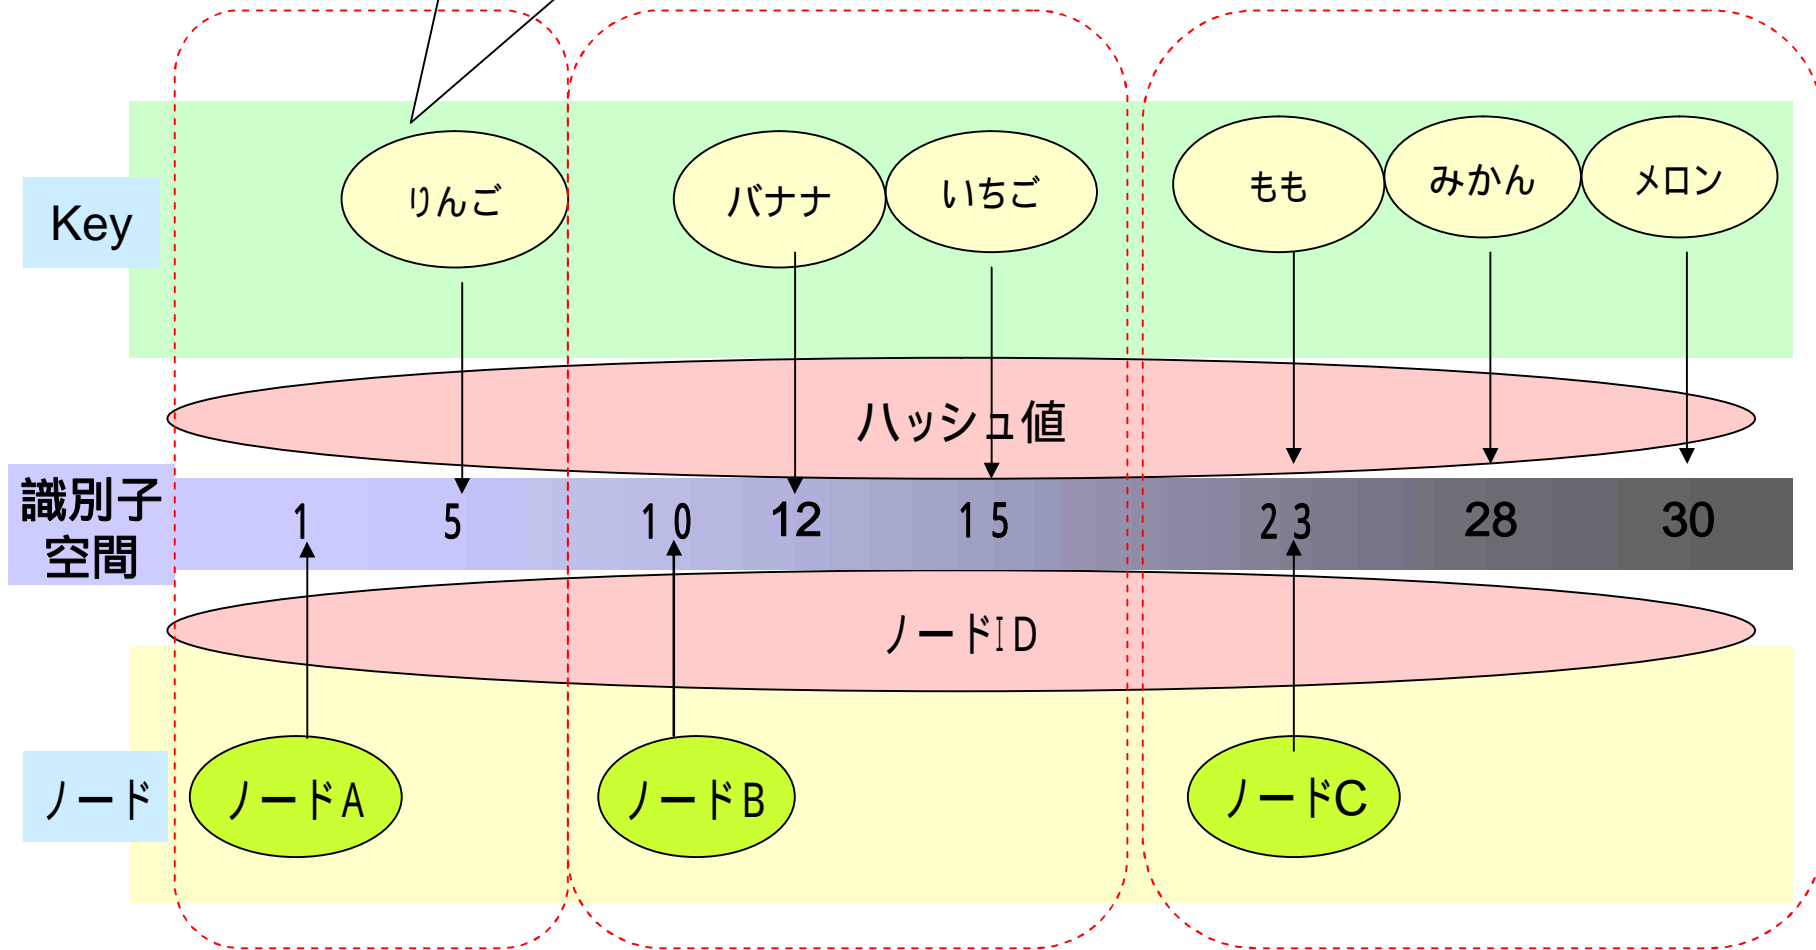 りんご
バナナ
いちご
もも
みかん
メロン
Key
ハッシュ値
識別子
空間
1 5 10 12 15 23 28 30
ノードID
ノード
ノードA
ノードB
ノードC